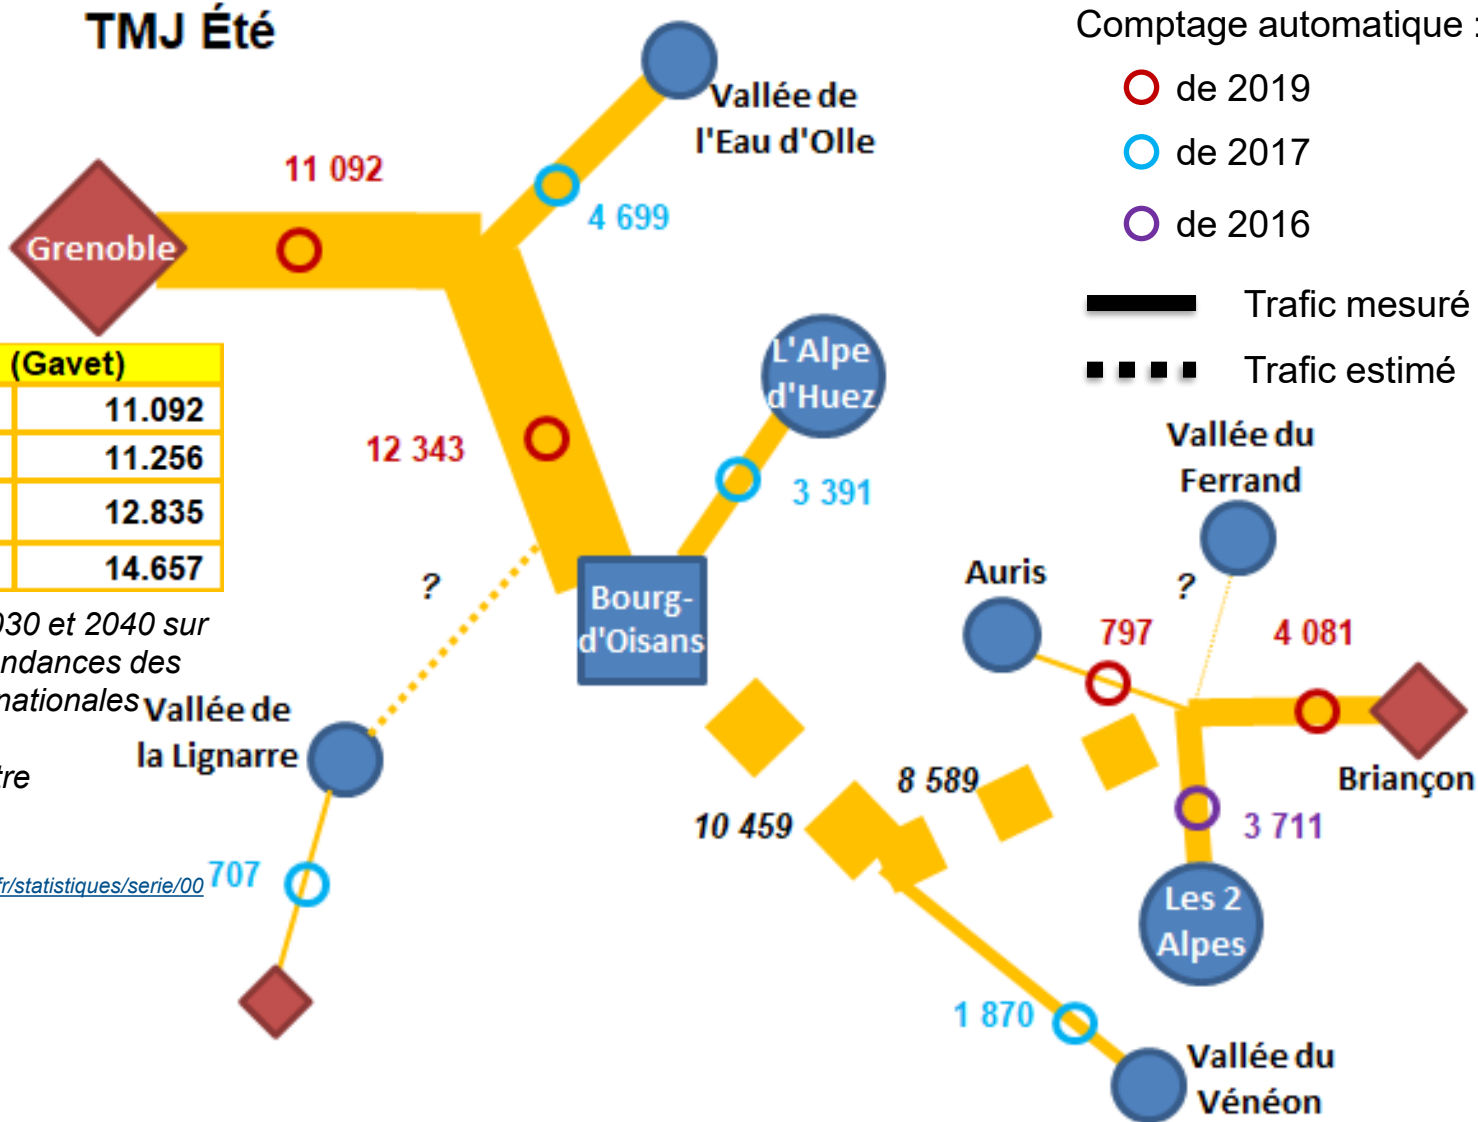 TMJ Été
Comptage automatique :
de 2019
de 2017
de 2016
Trafic mesuré
Trafic estimé
Vallée de
l'Eau d'Olle
11 092
4 699
Grenoble
L'Alpe
d'Huez
12 343
3 391
(Gavet)
11.092
11.256
12.835
14.657
030 et 2040 sur
ndances des
nationales
tre
fr/statistiques/serie/00
?
Bourg-
d'Oisans
Vallée du
Ferrand
Auris
?
797
4 081
Briançon
Vallée de
la Lignarre
707
10 459
8 589
3 711
Les 2
Alpes
1 870
Vallée du
Vénéon